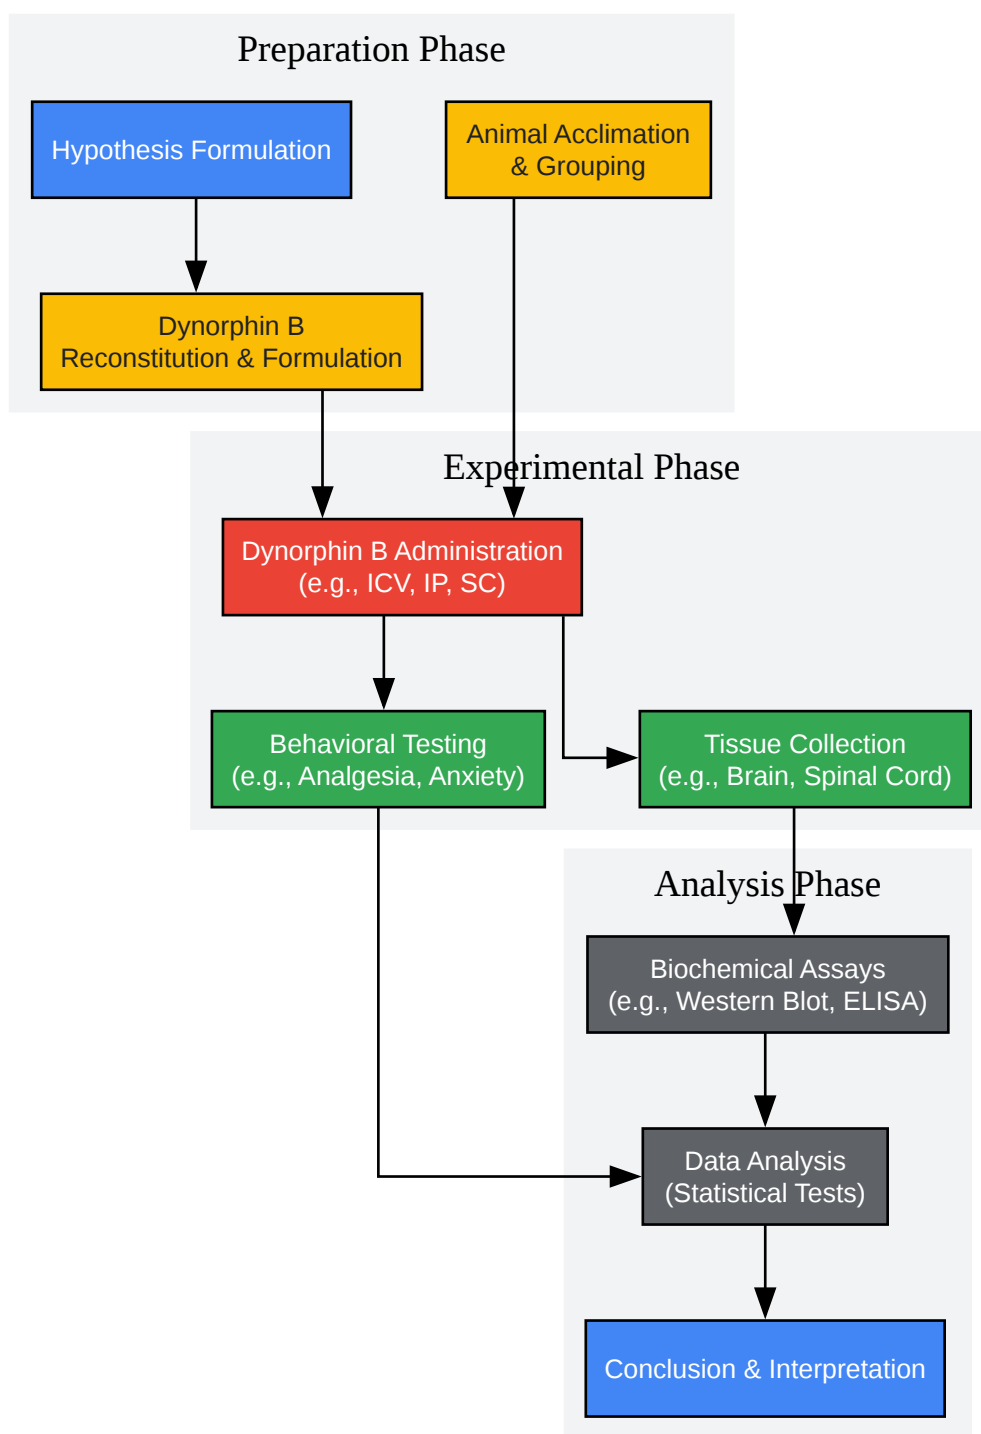 Preparation Phase
Hypothesis Formulation
Animal Acclimation
& Grouping
Dynorphin B
Reconstitution & Formulation
Experimental Phase
Dynorphin B Administration
(e.g., ICV, IP, SC)
Behavioral Testing
(e.g., Analgesia, Anxiety)
Tissue Collection
(e.g., Brain, Spinal Cord)
Analysis Phase
Biochemical Assays
(e.g., Western Blot, ELISA)
Data Analysis
(Statistical Tests)
Conclusion & Interpretation